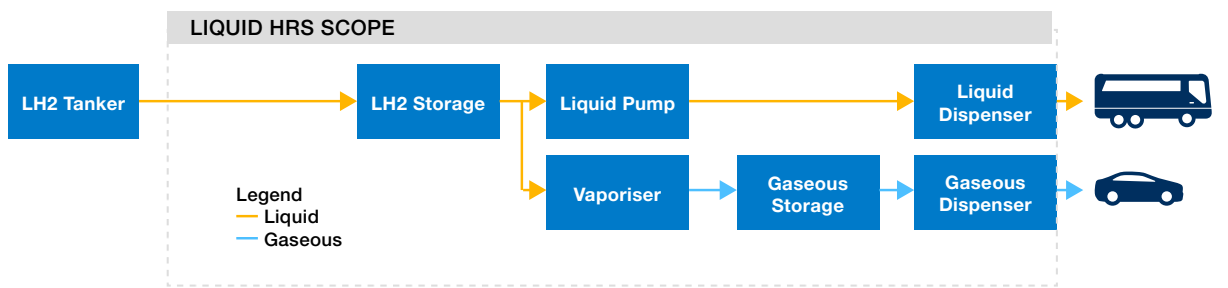 LIQUID HRS SCOPE
LH2 Tanker
LH2 Storage
Liquid Pump
Liquid
Dispenser
Vaporiser
Gaseous
Storage
Gaseous
Dispenser
Legend
Liquid
Gaseous